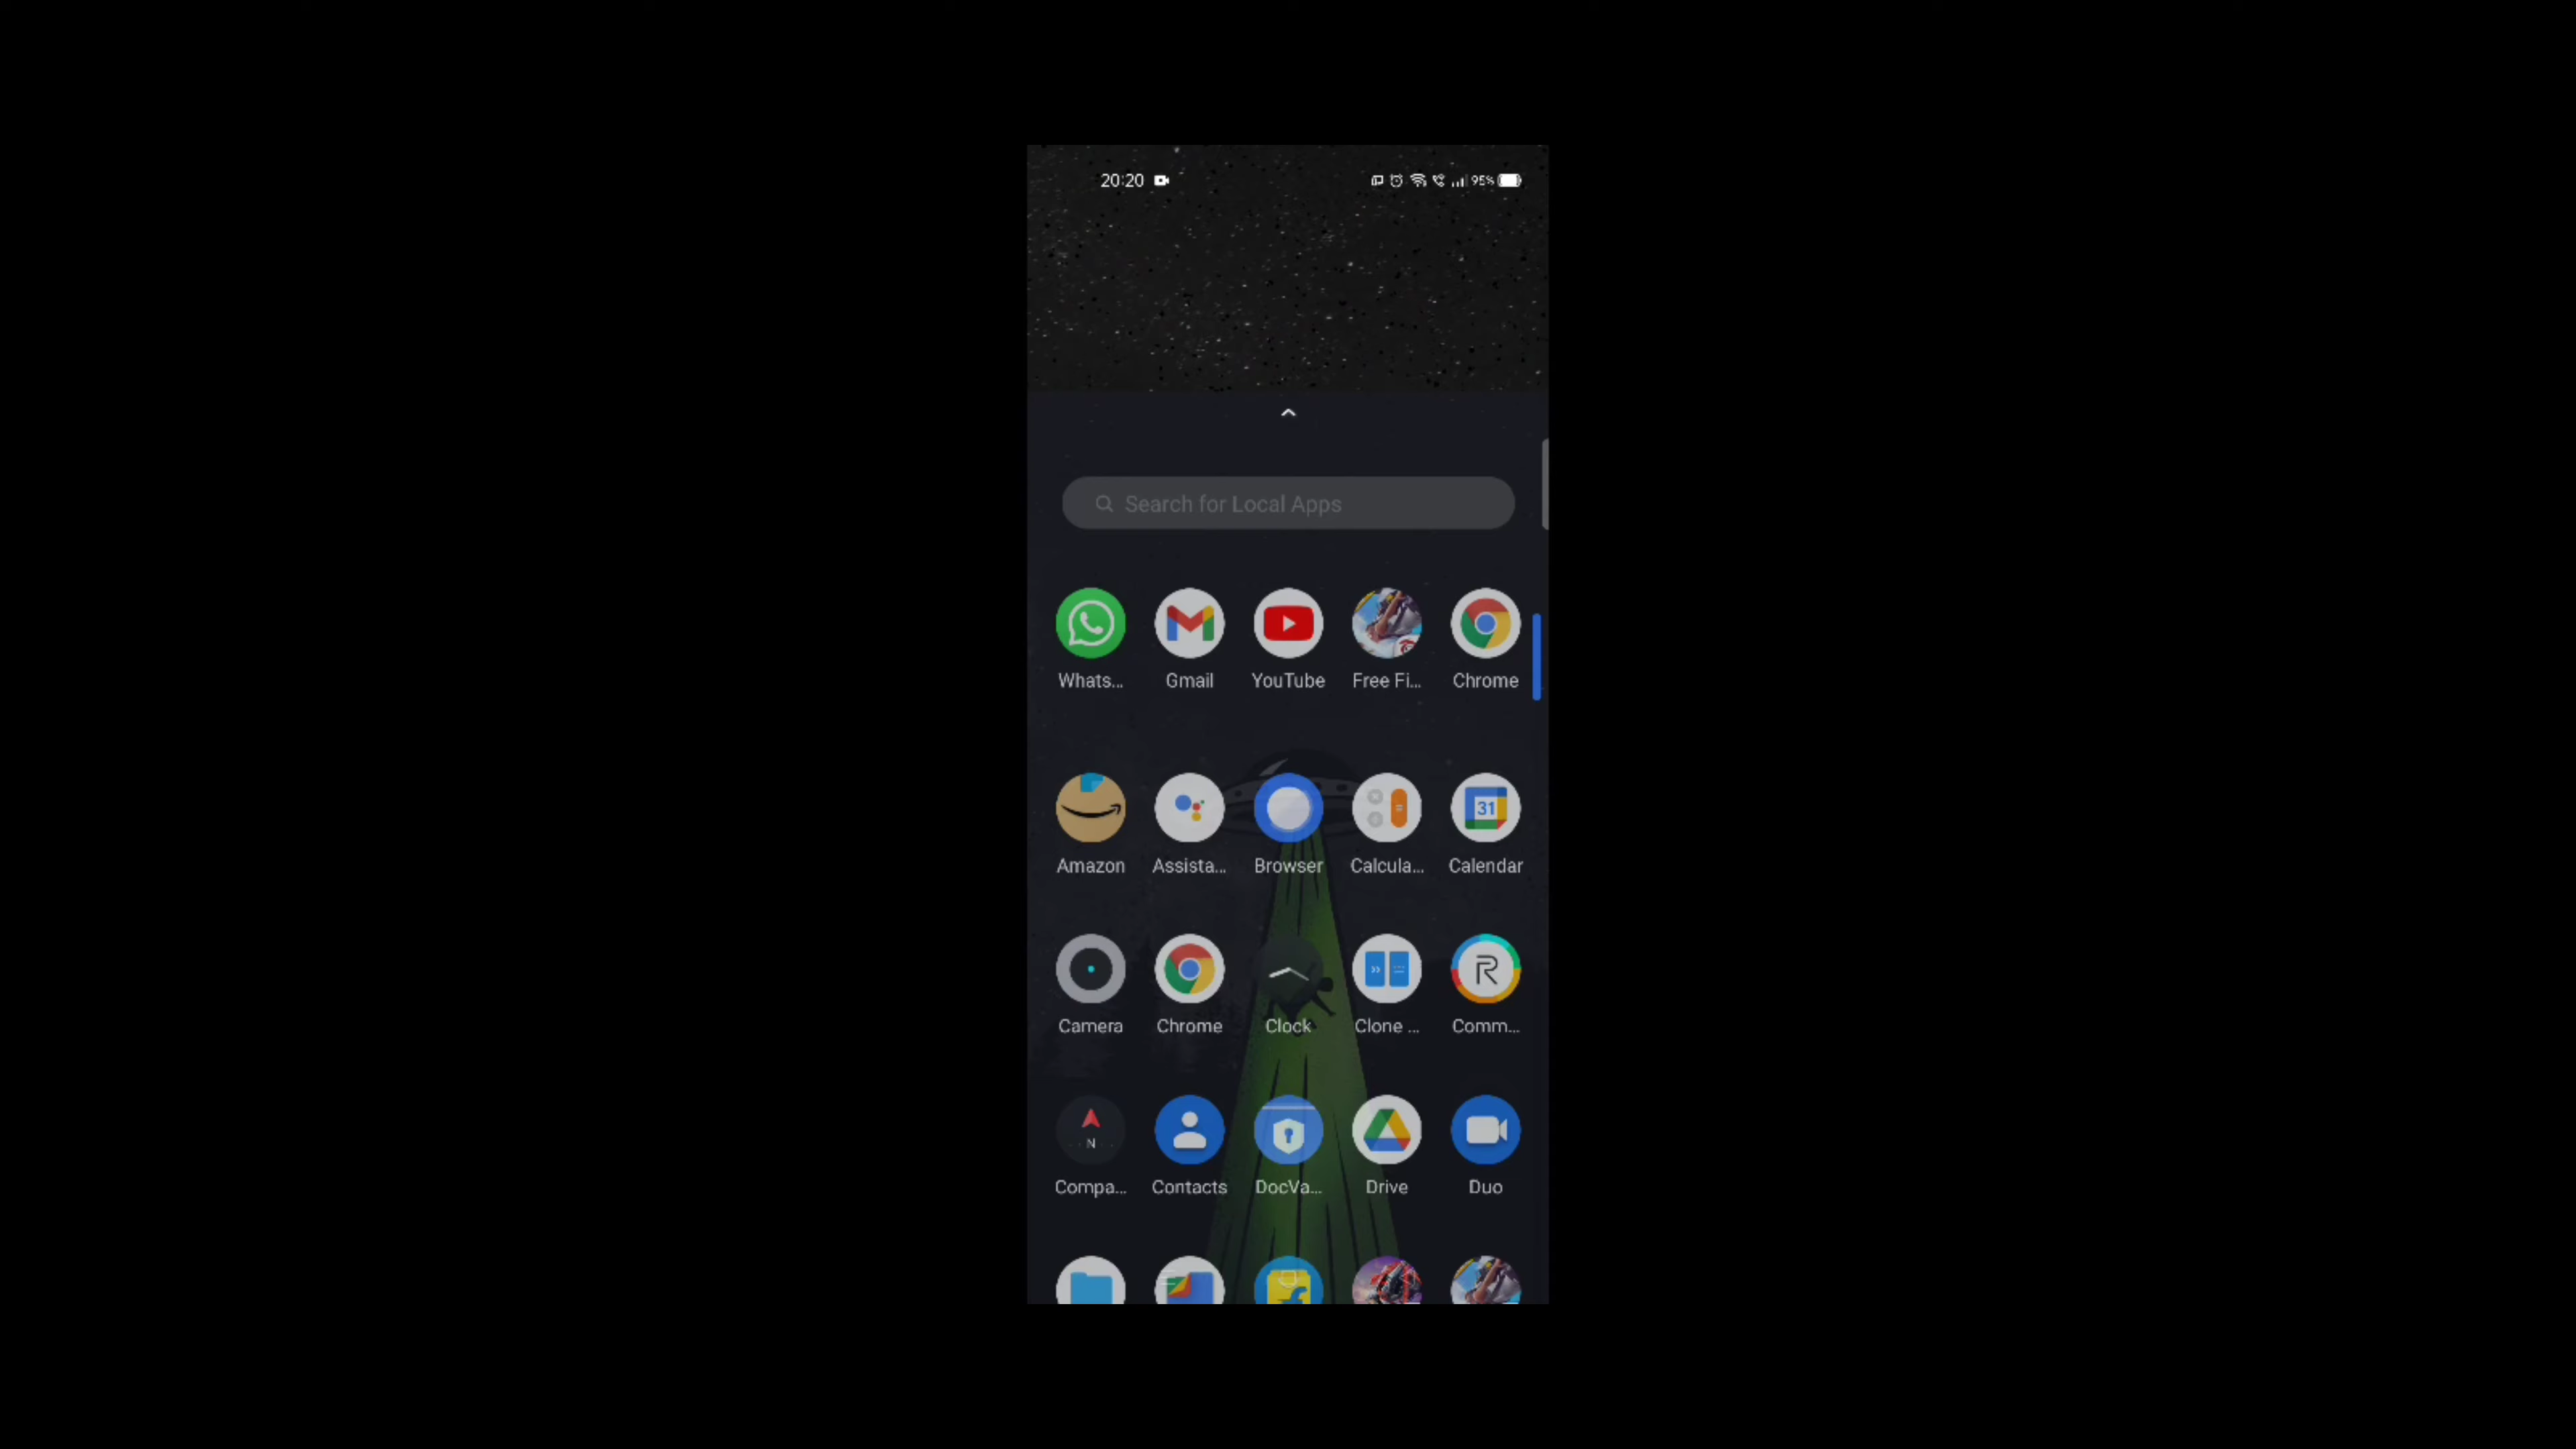 20:20 95%
Search for Local Apps
Whats... Gmail YouTube Free Fi... Chrome
31
Amazon Assista... Browser Calcula... Calendar
R
Camera Chrome Clock Clone ... Comm...
N
Compa... Contacts DocVa... Drive Duo